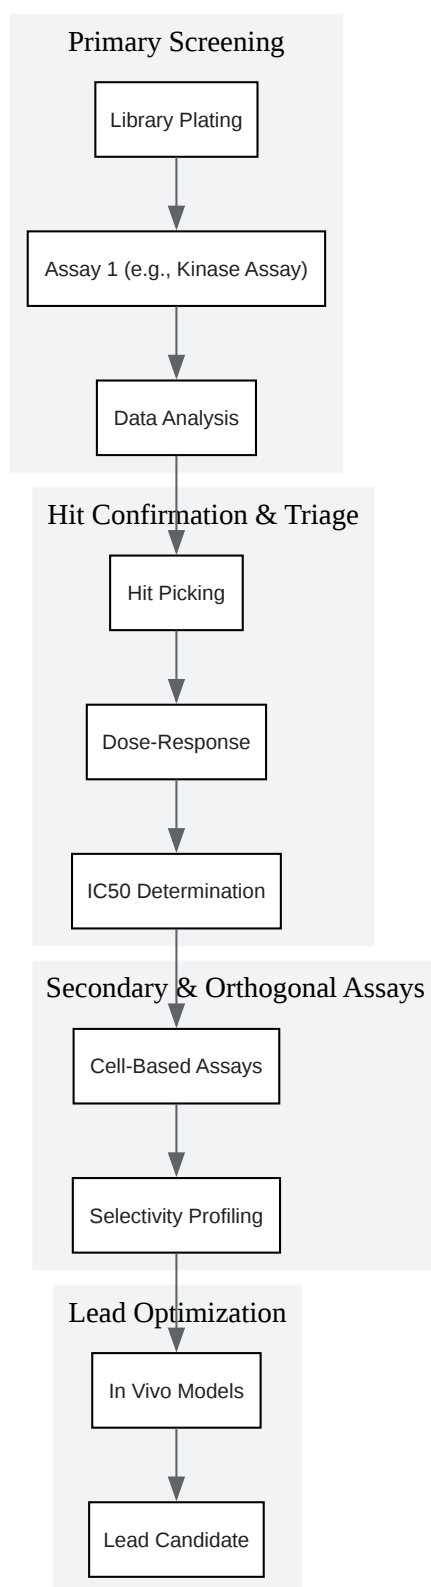 Primary Screening
Library Plating
Assay 1 (e.g., Kinase Assay)
Data Analysis
Hit Confirmation & Triage
Hit Picking
Dose-Response
IC50 Determination
Secondary & Orthogonal Assays
Cell-Based Assays
Selectivity Profiling
Lead Optimization
In Vivo Models
Lead Candidate